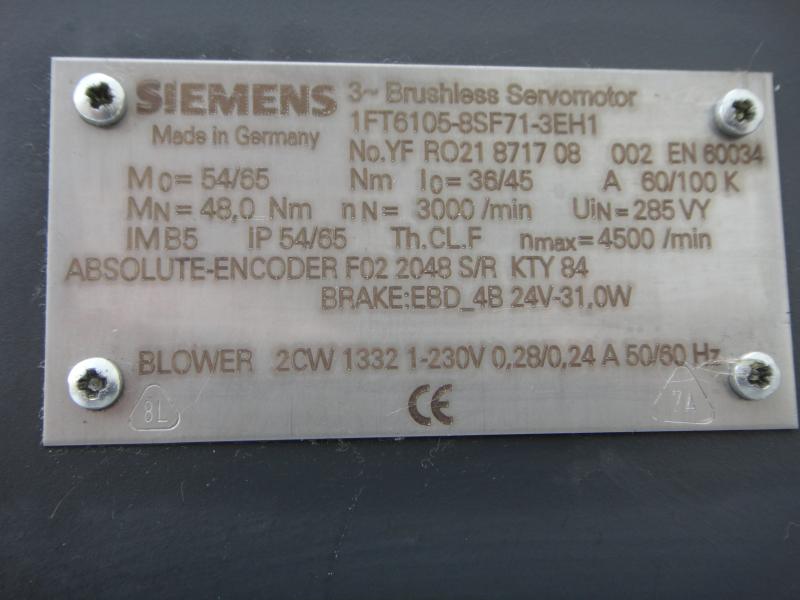 SIEMENS 3~ Brushless Servomotor
Made in Germany 1FT6105-8SF71-3EH1
No.YF RO21 8717 08 002 EN 60034
M0= 54/65 Nm I0= 36/45 A 60/100 K
MN= 48,0 Nm nN= 3000 /min UiN= 285 VY
IM B5 IP 54/65 Th.CL.F nmax= 4500 /min
ABSOLUTE-ENCODER F02 2048 S/R KTY 84
BRAKE:EBD_4B 24V-31,0W
BLOWER 2CW 1332 1-230V 0,28/0,24 A 50/60 Hz
8L CE 7A